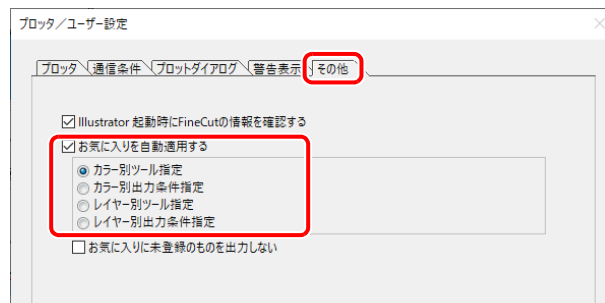 プロッタ／ユーザー設定
プロッタ 通信条件 プロットダイアログ 警告表示 その他
Illustrator 起動時にFineCutの情報を確認する
お気に入りを自動適用する
カラー別ツール指定
カラー別出力条件指定
レイヤー別ツール指定
レイヤー別出力条件指定
お気に入りに未登録のものを出力しない